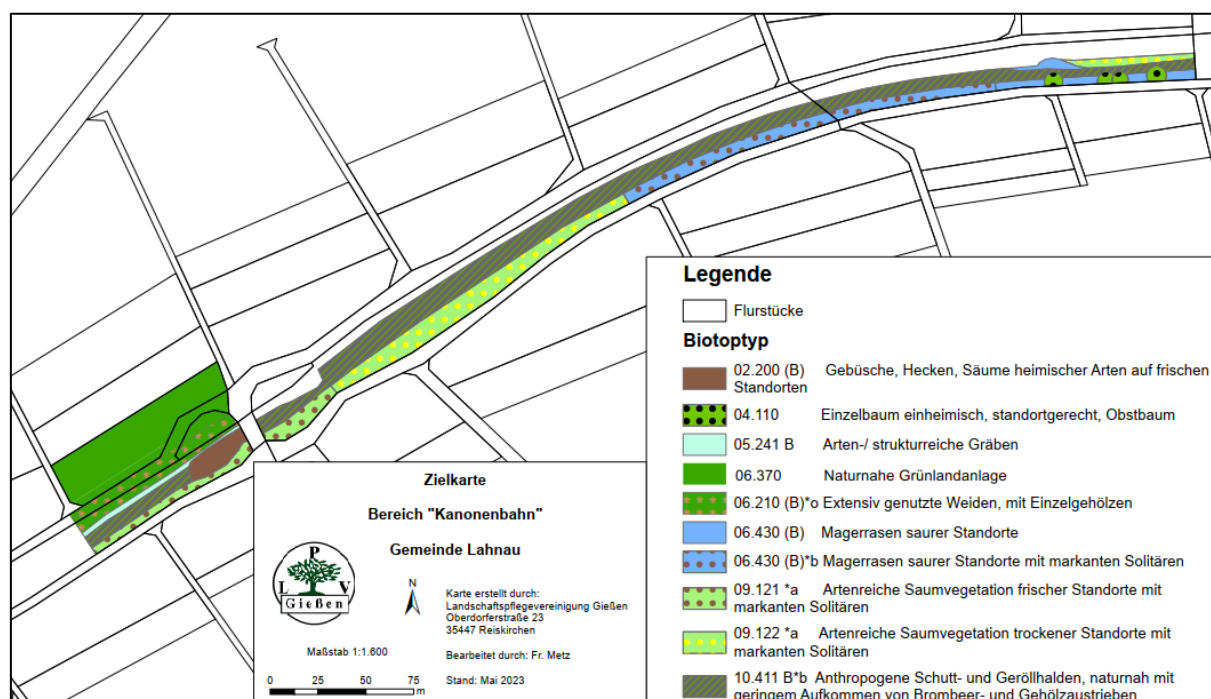 Legende
Flurstücke
Biotoptyp
02.200 (B) Gebüsche, Hecken, Säume heimischer Arten auf frischen
Standorten
04.110 Einzelbaum einheimisch, standortgerecht, Obstbaum
05.241 B Arten-/ strukturreiche Gräben
06.370 Naturnahe Grünlandanlage
06.210 (B)*o Extensiv genutzte Weiden, mit Einzelgehölzen
06.430 (B) Magerrasen saurer Standorte
06.430 (B)*b Magerrasen saurer Standorte mit markanten Solitären
09.121 *a Artenreiche Saumvegetation frischer Standorte mit
markanten Solitären
09.122 *a Artenreiche Saumvegetation trockener Standorte mit
markanten Solitären
10.411 B*b Anthropogene Schutt- und Geröllhalden, naturnah mit
geringem Aufkommen von Brombeer- und Gehölzaustrieben
Zielkarte
Bereich "Kanonenbahn"
Gemeinde Lahnau
P
L V
Gießen
N
Karte erstellt durch:
Landschaftspflegevereinigung Gießen
Oberdorferstraße 23
35447 Reiskirchen
Maßstab 1:1.600
Bearbeitet durch: Fr. Metz
Stand: Mai 2023
0 25 50 75
m